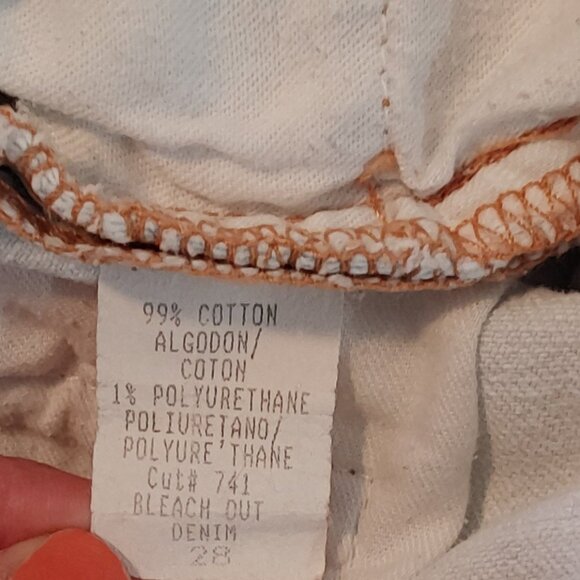 99% COTTON
ALGODON/
COTON
1% POLYURETHANE
POLIURETANO/
POLYURE'THANE
Cut# 741
BLEACH OUT
DENIM
28